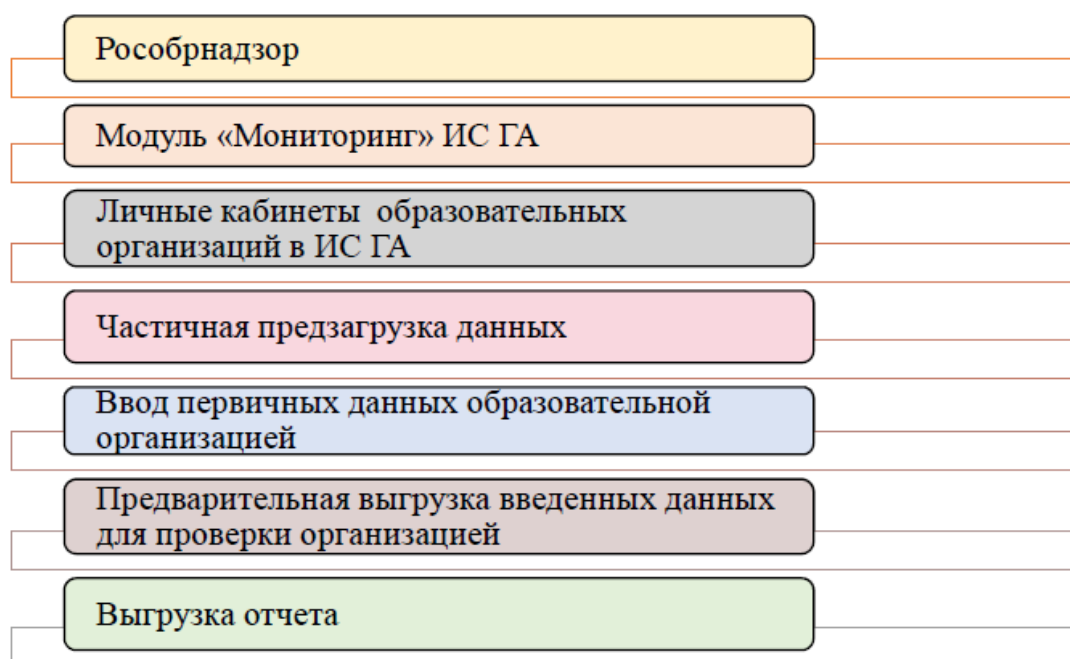 Рособрнадзор
Модуль «Мониторинг» ИС ГА
Личные кабинеты образовательных
организаций в ИС ГА
Частичная предзагрузка данных
Ввод первичных данных образовательной
организацией
Предварительная выгрузка введенных данных
для проверки организацией
Выгрузка отчета